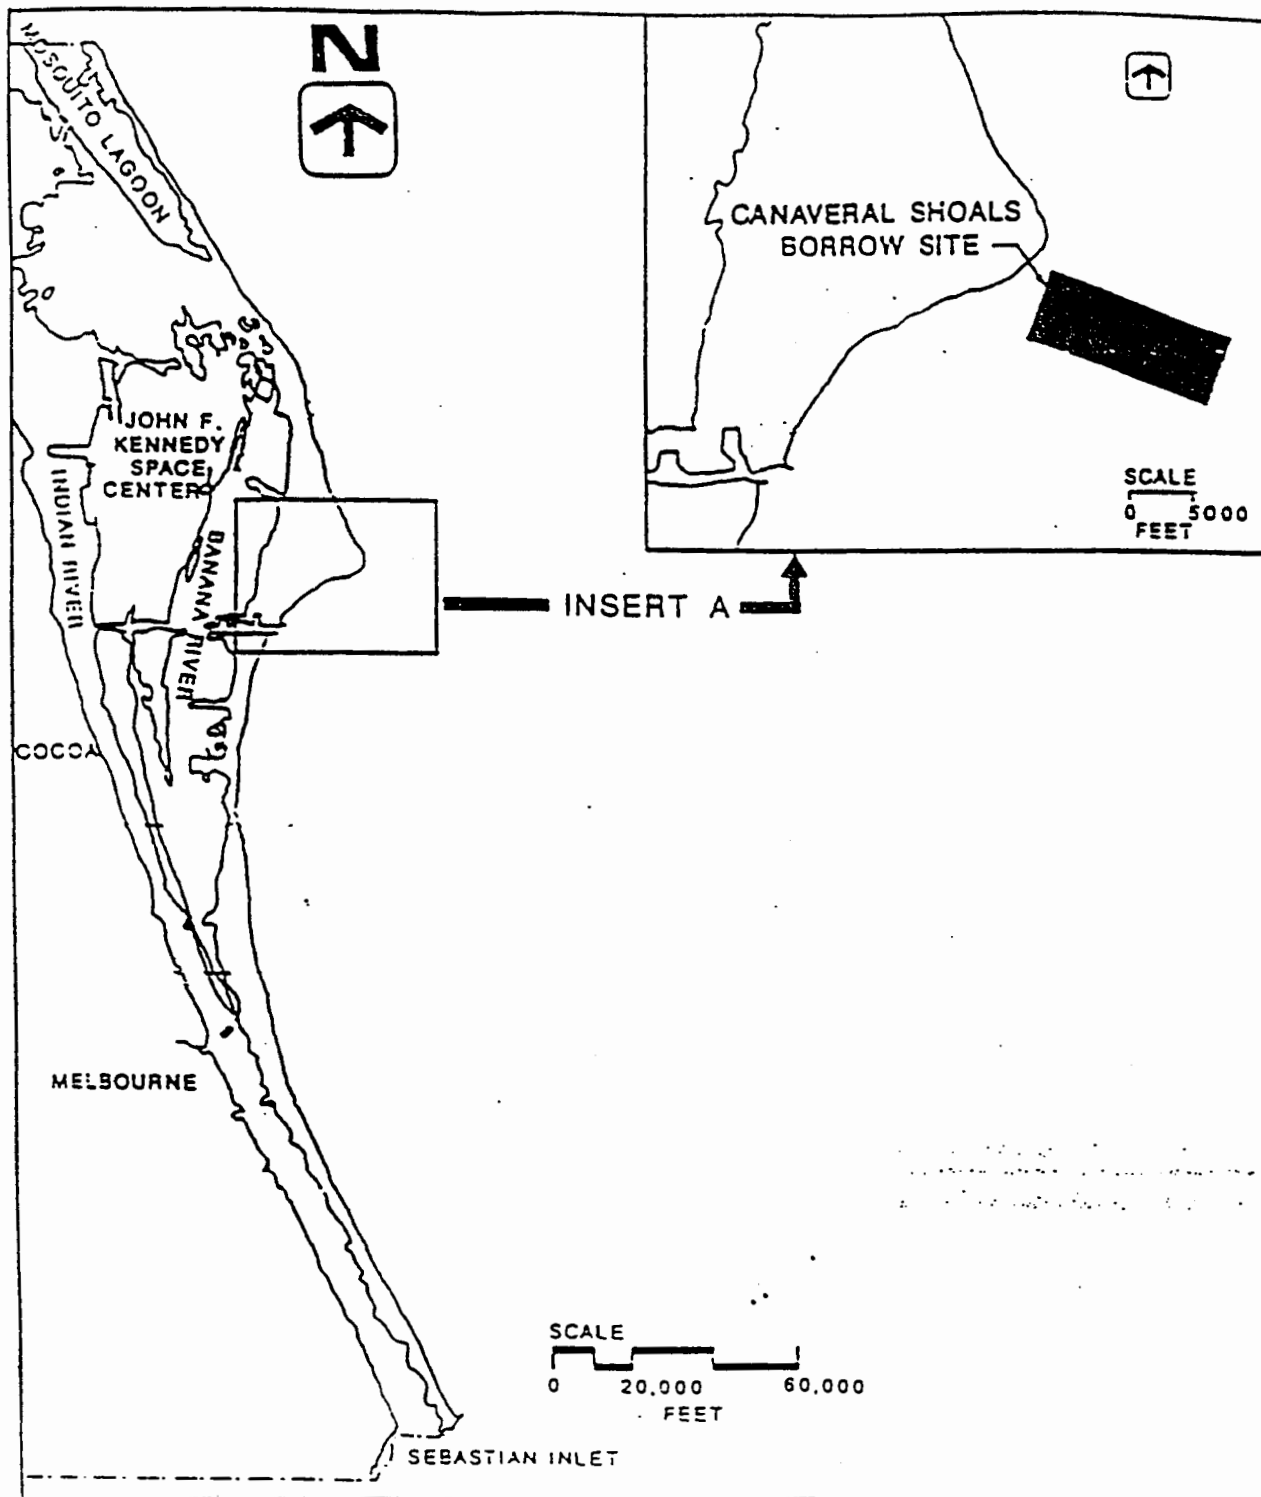 N
MOSQUITO LAGOON
JOHN F.
KENNEDY
SPACE
CENTER
INDIAN RIVER
BANANA RIVER
COCOA
MELBOURNE
SEBASTIAN INLET
INSERT A
CANAVERAL SHOALS
BORROW SITE
SCALE
0 5000
FEET
SCALE
0 20,000 60,000
FEET